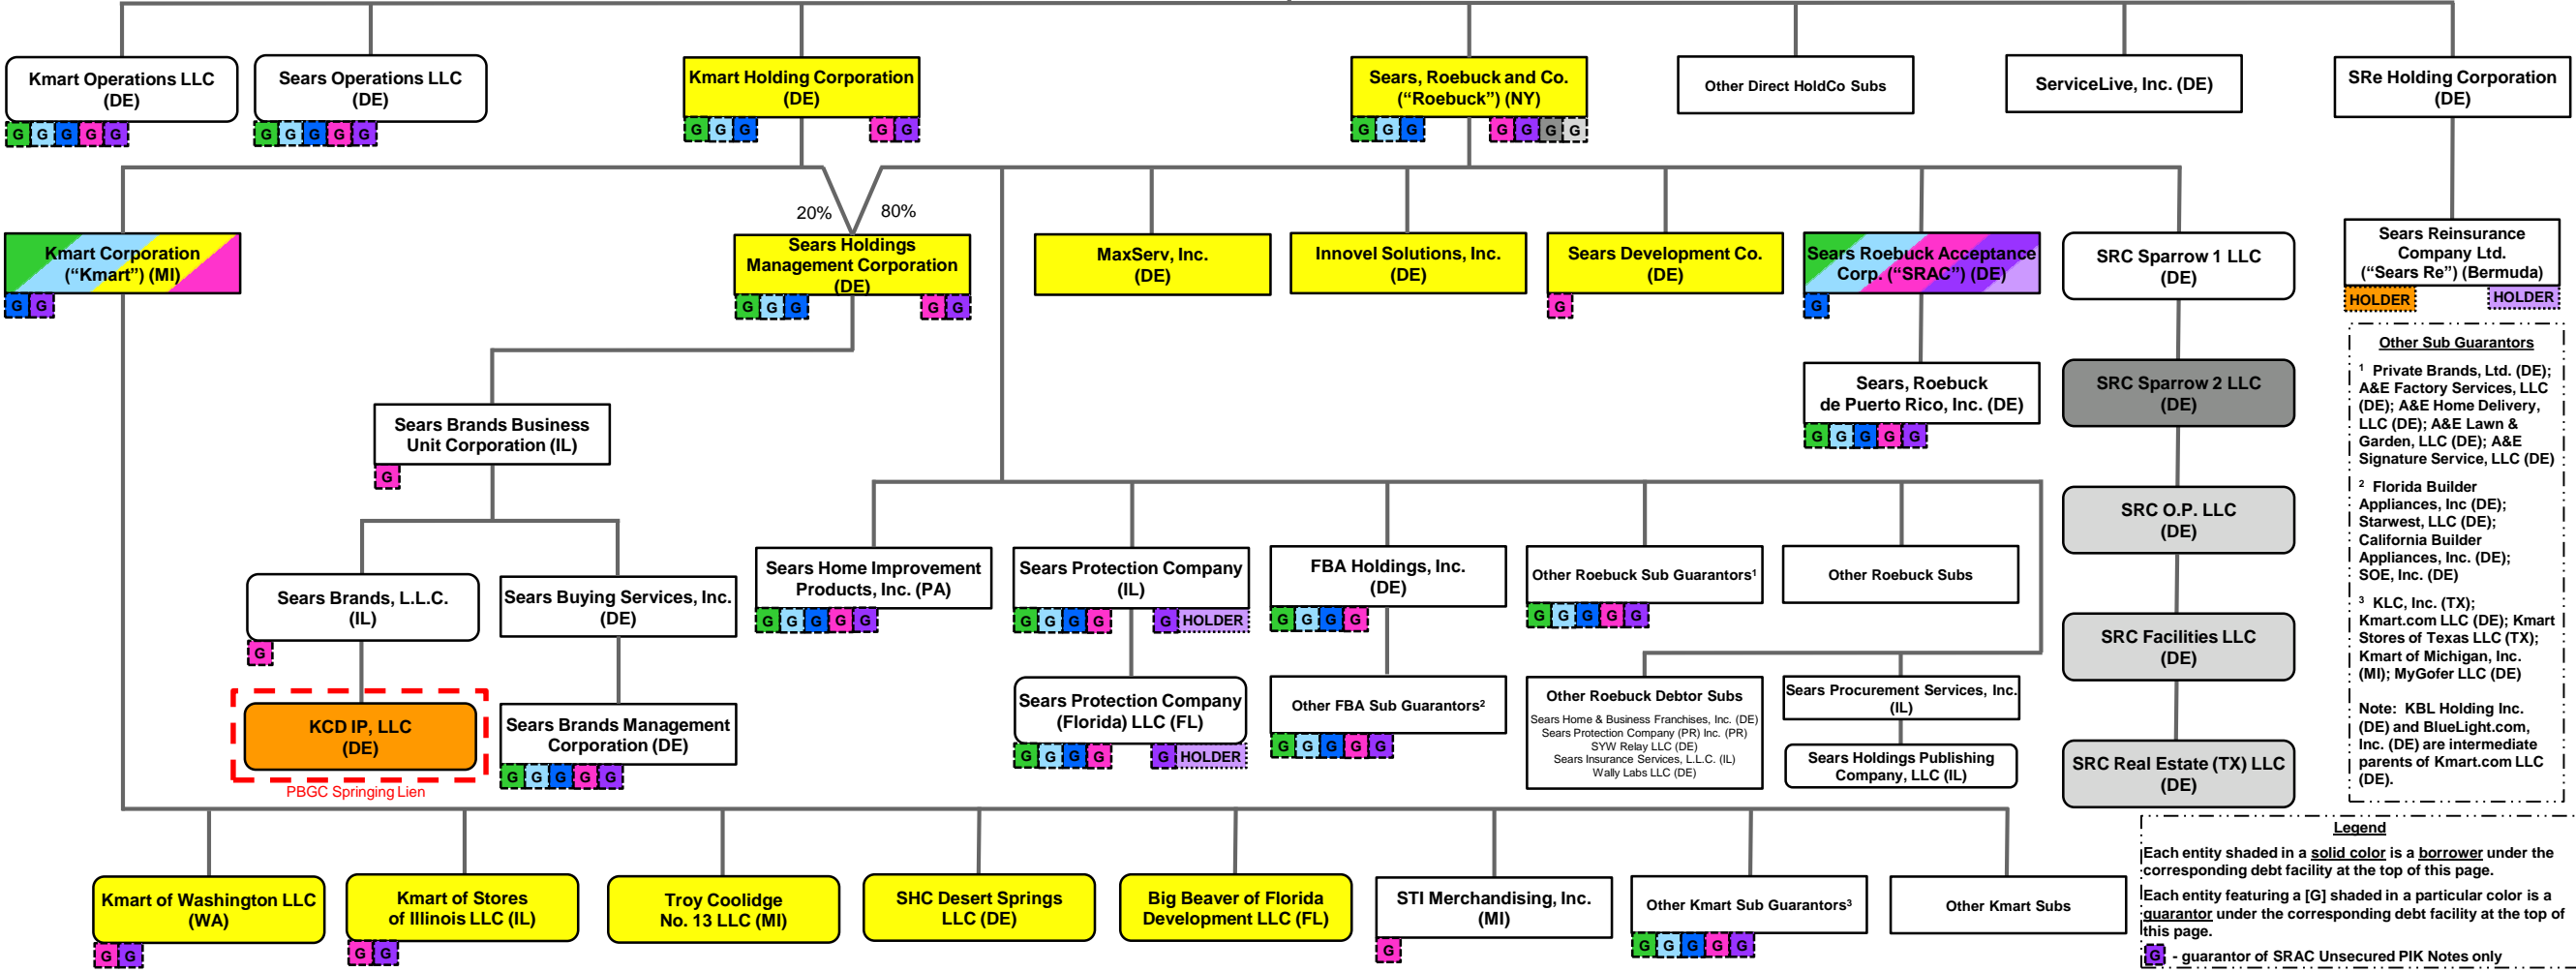 Kmart Operations LLC
(DE)
G G G G G
Sears Operations LLC
(DE)
G G G G G
Kmart Holding Corporation
(DE)
G G G G G
Sears, Roebuck and Co.
(“Roebuck”) (NY)
G G G G G G G
Other Direct HoldCo Subs
ServiceLive, Inc. (DE)
SRe Holding Corporation
(DE)
20% 80%
Kmart Corporation
(“Kmart”) (MI)
G G
Sears Holdings
Management Corporation
(DE)
G G G G G
MaxServ, Inc.
(DE)
Innovel Solutions, Inc.
(DE)
Sears Development Co.
(DE)
G
Sears Roebuck Acceptance
Corp. (“SRAC”) (DE)
G
SRC Sparrow 1 LLC
(DE)
Sears Reinsurance
Company Ltd.
(“Sears Re”) (Bermuda)
HOLDER HOLDER
Sears Brands Business
Unit Corporation (IL)
G
Sears, Roebuck
de Puerto Rico, Inc. (DE)
G G G G G
SRC Sparrow 2 LLC
(DE)
SRC O.P. LLC
(DE)
SRC Facilities LLC
(DE)
SRC Real Estate (TX) LLC
(DE)
Sears Brands, L.L.C.
(IL)
G
Sears Buying Services, Inc.
(DE)
Sears Home Improvement
Products, Inc. (PA)
G G G G G
Sears Protection Company
(IL)
G G G G G HOLDER
FBA Holdings, Inc.
(DE)
G G G G
Other Roebuck Sub Guarantors1
G G G G G
Other Roebuck Subs
KCD IP, LLC
(DE)
PBGC Springing Lien
Sears Brands Management
Corporation (DE)
G G G G G
Sears Protection Company
(Florida) LLC (FL)
G G G G G HOLDER
Other FBA Sub Guarantors2
G G G G G
Other Roebuck Debtor Subs
Sears Home & Business Franchises, Inc. (DE)
Sears Protection Company (PR) Inc. (PR)
SYW Relay LLC (DE)
Sears Insurance Services, L.L.C. (IL)
Wally Labs LLC (DE)
Sears Procurement Services, Inc.
(IL)
Sears Holdings Publishing
Company, LLC (IL)
Other Sub Guarantors
1 Private Brands, Ltd. (DE);
A&E Factory Services, LLC
(DE); A&E Home Delivery,
LLC (DE); A&E Lawn &
Garden, LLC (DE); A&E
Signature Service, LLC (DE)
2 Florida Builder
Appliances, Inc (DE);
Starwest, LLC (DE);
California Builder
Appliances, Inc. (DE);
SOE, Inc. (DE)
3 KLC, Inc. (TX);
Kmart.com LLC (DE); Kmart
Stores of Texas LLC (TX);
Kmart of Michigan, Inc.
(MI); MyGofer LLC (DE)
Note: KBL Holding Inc.
(DE) and BlueLight.com,
Inc. (DE) are intermediate
parents of Kmart.com LLC
(DE).
Kmart of Washington LLC
(WA)
G G
Kmart of Stores
of Illinois LLC (IL)
G G
Troy Coolidge
No. 13 LLC (MI)
SHC Desert Springs
LLC (DE)
Big Beaver of Florida
Development LLC (FL)
STI Merchandising, Inc.
(MI)
G
Other Kmart Sub Guarantors3
G G G G G
Other Kmart Subs
Legend
Each entity shaded in a solid color is a borrower under the
corresponding debt facility at the top of this page.
Each entity featuring a [G] shaded in a particular color is a
guarantor under the corresponding debt facility at the top of
this page.
G - guarantor of SRAC Unsecured PIK Notes only